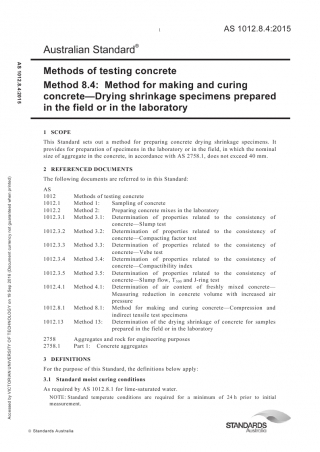 1
AS 1012.8.4:2015
Australian Standard®
Methods of testing concrete
Method 8.4: Method for making and curing
concrete—Drying shrinkage specimens prepared
in the field or in the laboratory
1 SCOPE
This Standard sets out a method for preparing concrete drying shrinkage specimens. It
provides for preparation of specimens in the laboratory or in the field, in which the nominal
size of aggregate in the concrete, in accordance with AS 2758.1, does not exceed 40 mm.
2 REFERENCED DOCUMENTS
The following documents are referred to in this Standard:
AS
1012 Methods of testing concrete
1012.1 Method 1: Sampling of concrete
1012.2 Method 2: Preparing concrete mixes in the laboratory
1012.3.1 Method 3.1: Determination of properties related to the consistency of
concrete—Slump test
1012.3.2 Method 3.2: Determination of properties related to the consistency of
concrete—Compacting factor test
1012.3.3 Method 3.3: Determination of properties related to the consistency of
concrete—Vebe test
1012.3.4 Method 3.4: Determination of properties related to the consistency of
concrete—Compactibility index
1012.3.5 Method 3.5: Determination of properties related to the consistency of
concrete—Slump flow, T500 and J-ring test
1012.4.1 Method 4.1: Determination of air content of freshly mixed concrete—
Measuring reduction in concrete volume with increased air
pressure
1012.8.1 Method 8.1: Method for making and curing concrete—Compression and
indirect tensile test specimens
1012.13 Method 13: Determination of the drying shrinkage of concrete for samples
prepared in the field or in the laboratory
2758 Aggregates and rock for engineering purposes
2758.1 Part 1: Concrete aggregates
3 DEFINITIONS
For the purpose of this Standard, the definitions below apply:
3.1 Standard moist curing conditions
As required by AS 1012.8.1 for lime-saturated water.
NOTE: Standard temperate conditions are required for a minimum of 24 h prior to initial
measurement.
© Standards Australia
STANDARDS
Australia
AS 1012.8.4-2015
Accessed by VICTORIAN UNIVERSITY OF TECHNOLOGY on 16 Sep 2015 (Document currency not guaranteed when printed)